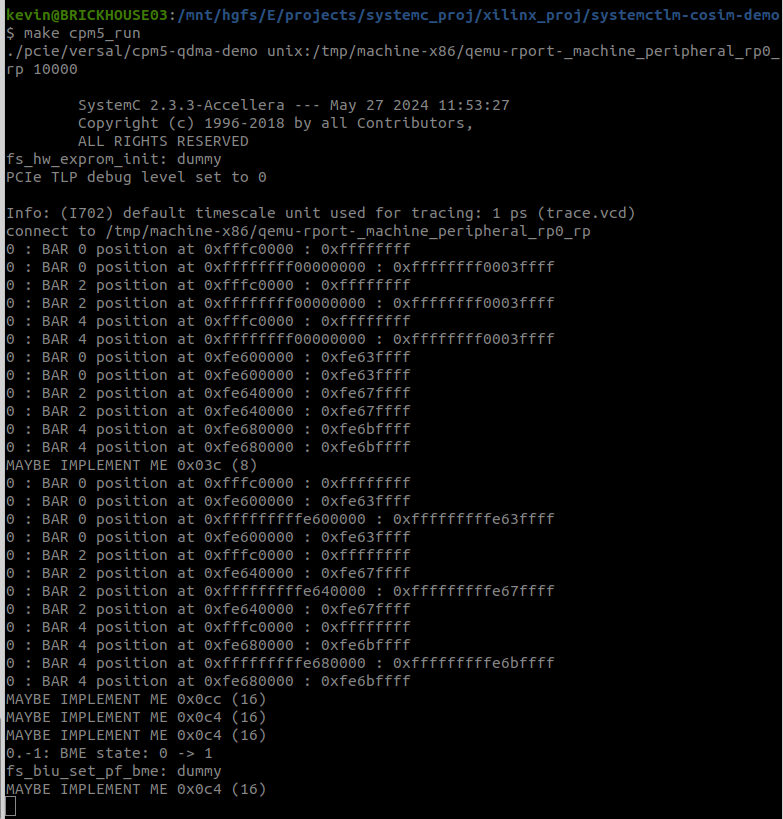 kevin@BRICKHOUSE03:/mnt/hgfs/E/projects/systemc_proj/xilinx_proj/systemctlm-cosim-demo
$ make cpm5_run
./pcie/versal/cpm5-qdma-demo unix:/tmp/machine-x86/qemu-rport-_machine_peripheral_rp0_
rp 10000
SystemC 2.3.3-Accellera --- May 27 2024 11:53:27
Copyright (c) 1996-2018 by all Contributors,
ALL RIGHTS RESERVED
fs_hw_exprom_init: dummy
PCIe TLP debug level set to 0
Info: (I702) default timescale unit used for tracing: 1 ps (trace.vcd)
connect to /tmp/machine-x86/qemu-rport-_machine_peripheral_rp0_rp
0 : BAR 0 position at 0xfffc0000 : 0xffffffff
0 : BAR 0 position at 0xffffffff00000000 : 0xffffffff0003ffff
0 : BAR 2 position at 0xfffc0000 : 0xffffffff
0 : BAR 2 position at 0xffffffff00000000 : 0xffffffff0003ffff
0 : BAR 4 position at 0xfffc0000 : 0xffffffff
0 : BAR 4 position at 0xffffffff00000000 : 0xffffffff0003ffff
0 : BAR 0 position at 0xfe600000 : 0xfe63ffff
0 : BAR 0 position at 0xfe600000 : 0xfe63ffff
0 : BAR 2 position at 0xfe640000 : 0xfe67ffff
0 : BAR 2 position at 0xfe640000 : 0xfe67ffff
0 : BAR 4 position at 0xfe680000 : 0xfe6bffff
0 : BAR 4 position at 0xfe680000 : 0xfe6bffff
MAYBE IMPLEMENT ME 0x03c (8)
0 : BAR 0 position at 0xfffc0000 : 0xffffffff
0 : BAR 0 position at 0xfe600000 : 0xfe63ffff
0 : BAR 0 position at 0xfffffffffe600000 : 0xfffffffffe63ffff
0 : BAR 0 position at 0xfe600000 : 0xfe63ffff
0 : BAR 2 position at 0xfffc0000 : 0xffffffff
0 : BAR 2 position at 0xfe640000 : 0xfe67ffff
0 : BAR 2 position at 0xfffffffffe640000 : 0xfffffffffe67ffff
0 : BAR 2 position at 0xfe640000 : 0xfe67ffff
0 : BAR 4 position at 0xfffc0000 : 0xffffffff
0 : BAR 4 position at 0xfe680000 : 0xfe6bffff
0 : BAR 4 position at 0xfffffffffe680000 : 0xfffffffffe6bffff
0 : BAR 4 position at 0xfe680000 : 0xfe6bffff
MAYBE IMPLEMENT ME 0x0cc (16)
MAYBE IMPLEMENT ME 0x0c4 (16)
MAYBE IMPLEMENT ME 0x0c4 (16)
0.-1: BME state: 0 -> 1
fs_biu_set_pf_bme: dummy
MAYBE IMPLEMENT ME 0x0c4 (16)